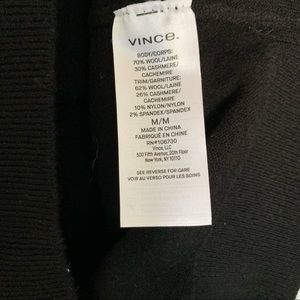 VINCe.
BODY/CORPS:
70% WOOL/LAINE
30% CASHMERE/
CACHEMIRE
TRIM/GARNITURE:
62% WOOL/LAINE
26% CASHMERE/
CACHEMIRE
10% NYLON/NYLON
2% SPANDEX/SPANDEX
M/M
MADE IN CHINA
FABRIQUÉ EN CHINE
RN#106730
Vince, LLC
500 Fifth Avenue, 20th Floor
New York, NY 10110
SEE REVERSE FOR CARE
VOIR AU VERSO POUR LES SOINS